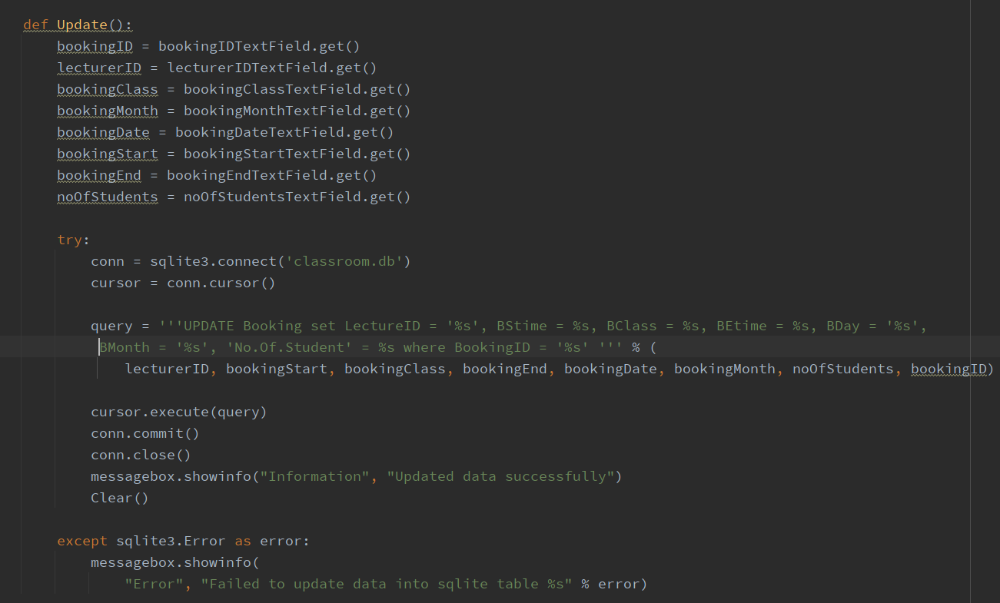 def Update():
bookingID = bookingIDTextField.get()
lecturerID = lecturerIDTextField.get()
bookingClass = bookingClassTextField.get()
bookingMonth = bookingMonthTextField.get()
bookingDate = bookingDateTextField.get()
bookingStart = bookingStartTextField.get()
bookingEnd = bookingEndTextField.get()
noOfStudents = noOfStudentsTextField.get()
try:
conn = sqlite3.connect('classroom.db')
cursor = conn.cursor()
query = '''UPDATE Booking set LectureID = '%s', BStime = %s, BClass = %s, BEtime = %s, BDay = '%s',
BMonth = '%s', 'No.Of.Student' = %s where BookingID = '%s' ''' % (
lecturerID, bookingStart, bookingClass, bookingEnd, bookingDate, bookingMonth, noOfStudents, bookingID)
cursor.execute(query)
conn.commit()
conn.close()
messagebox.showinfo("Information", "Updated data successfully")
Clear()
except sqlite3.Error as error:
messagebox.showinfo(
"Error", "Failed to update data into sqlite table %s" % error)